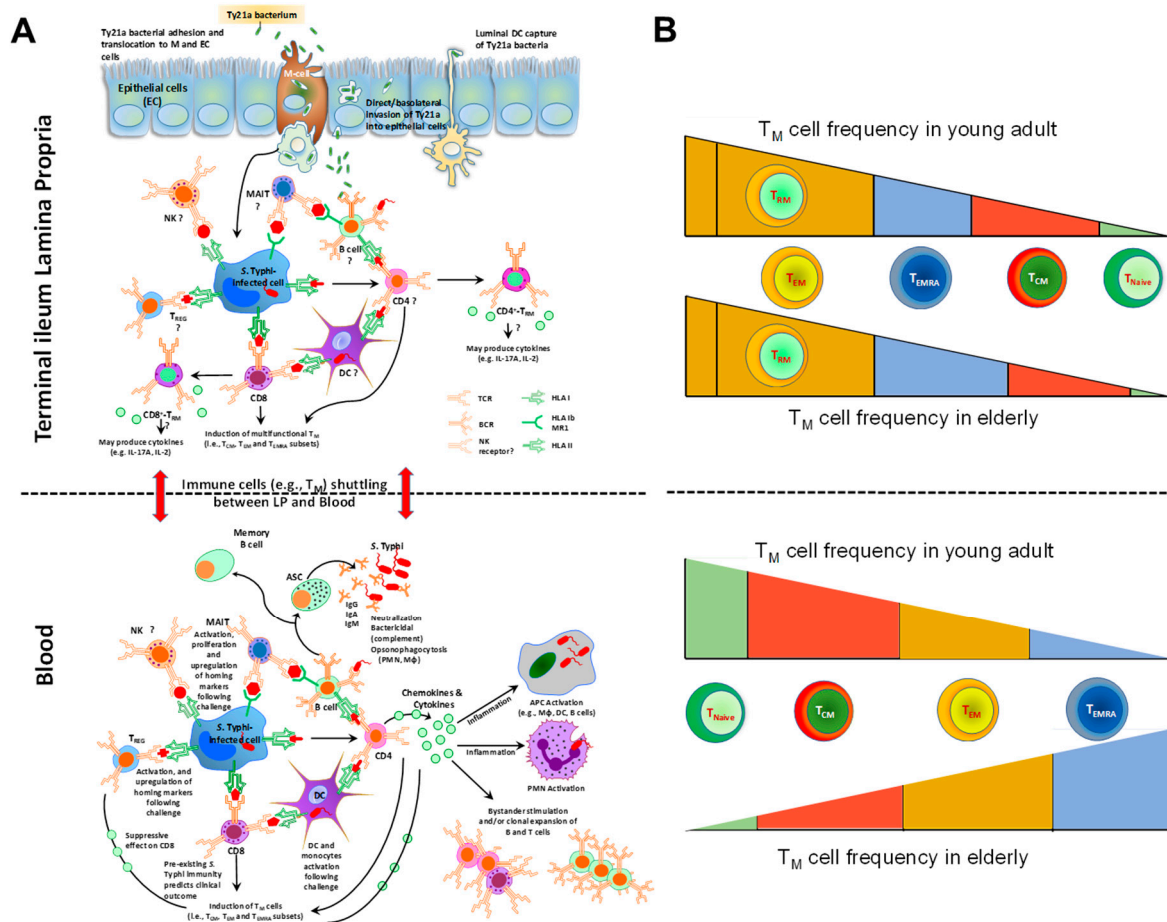 A
Ty21a bacterium
Ty21a bacterial adhesion and
translocation to M and EC
cells
Luminal DC
capture of
Ty21a bacteria
M-cell
Epithelial cells
(EC)
Direct/basolateral
invasion of Ty21a
into epithelial cells
Terminal ileum Lamina Propria
NK ?
MAIT
?
B cell
?
S. Typhi-
infected cell
CD4 ?
CD4⁺-TRM
?
May produce cytokines
(e.g. IL-17A, IL-2)
TREG
?
DC ?
CD8
CD8⁺-TRM
?
May produce cytokines
(e.g. IL-17A, IL-2)
Induction of multifunctional TM
(i.e., TCM, TEM and TEMRA subsets)
TCR
BCR
NK
receptor?
HLA I
HLA Ib
MR1
HLA II
Immune cells (e.g., TM) shuttling
between LP and Blood
Blood
Memory
B cell
ASC
S. Typhi
IgG
IgA
IgM
Neutralization
Bactericidal
(complement)
Opsonophagocytosis
(PMN, Mϕ)
NK ?
MAIT
Activation,
proliferation
and
upregulation
of homing
markers
following
challenge
B cell
S. Typhi-
infected cell
CD4
Chemokines &
Cytokines
Inflammation
APC Activation
(e.g., Mϕ, DC, B cells)
Inflammation
PMN Activation
Bystander stimulation
and/or clonal expansion of
B and T cells
TREG
Activation, and
upregulation of
homing markers
following
challenge
DC
CD8
DC and
monocytes
activation
following
challenge
Suppressive
effect on CD8
Pre-existing S.
Typhi immunity
predicts clinical
outcome
Induction of TM cells
(i.e., TCM, TEM and TEMRA subsets)
B
TM cell frequency in young adult
TRM
TEM
TEMRA
TCM
TNaive
TRM
TM cell frequency in elderly
TM cell frequency in young adult
TNaive
TCM
TEM
TEMRA
TM cell frequency in elderly